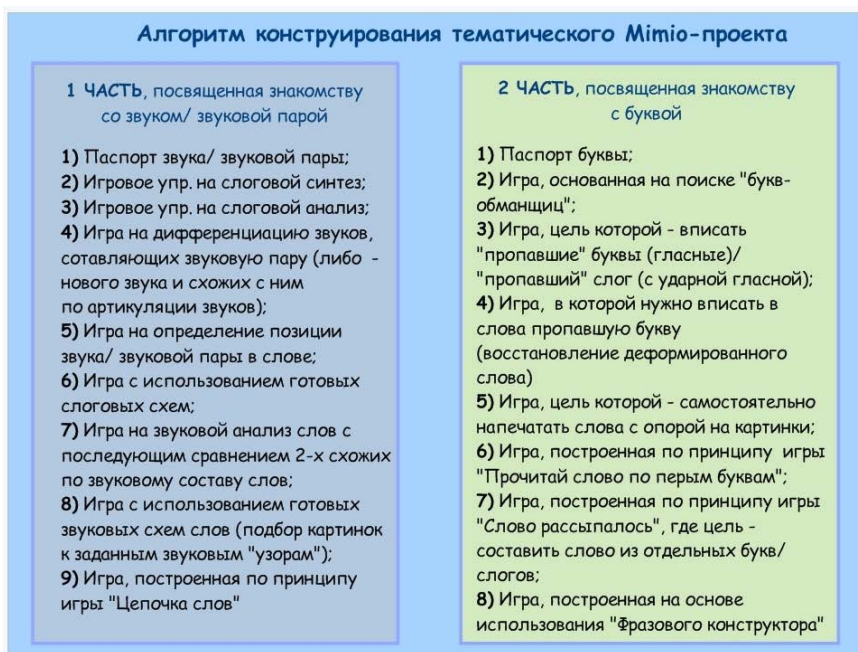 Алгоритм конструирования тематического Mimio-проекта
1 ЧАСТЬ, посвященная знакомству
со звуком/ звуковой парой
1) Паспорт звука/ звуковой пары;
2) Игровое упр. на слоговой синтез;
3) Игровое упр. на слоговой анализ;
4) Игра на дифференциацию звуков,
сотавляющих звуковую пару (либо -
нового звука и схожих с ним
по артикуляции звуков);
5) Игра на определение позиции
звука/ звуковой пары в слове;
6) Игра с использованием готовых
слоговых схем;
7) Игра на звуковой анализ слов с
последующим сравнением 2-х схожих
по звуковому составу слов;
8) Игра с использованием готовых
звуковых схем слов (подбор картинок
к заданным звуковым "узорам");
9) Игра, построенная по принципу
игры "Цепочка слов"
2 ЧАСТЬ, посвященная знакомству
с буквой
1) Паспорт буквы;
2) Игра, основанная на поиске "букв-
обманщиц";
3) Игра, цель которой - вписать
"пропавшие" буквы (гласные)/
"пропавший" слог (с ударной гласной);
4) Игра, в которой нужно вписать в
слова пропавшую букву
(восстановление деформированного
слова)
5) Игра, цель которой - самостоятельно
напечатать слова с опорой на картинки;
6) Игра, построенная по принципу игры
"Прочитай слово по перым буквам";
7) Игра, построенная по принципу игры
"Слово рассыпалось", где цель -
составить слово из отдельных букв/
слогов;
8) Игра, построенная на основе
использования "Фразового конструктора"